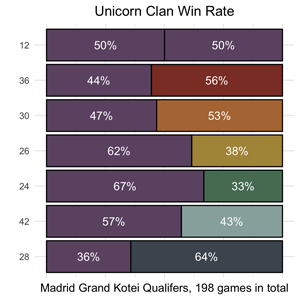 Unicorn Clan Win Rate
12 50% 50%
36 44% 56%
30 47% 53%
26 62% 38%
24 67% 33%
42 57% 43%
28 36% 64%
Madrid Grand Kotei Qualifers, 198 games in total